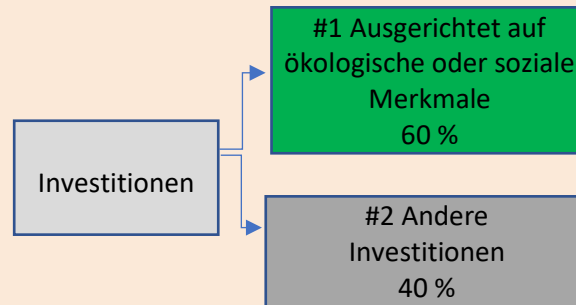 #1 Ausgerichtet auf
ökologische oder soziale
Merkmale
60 %
Investitionen
#2 Andere
Investitionen
40 %